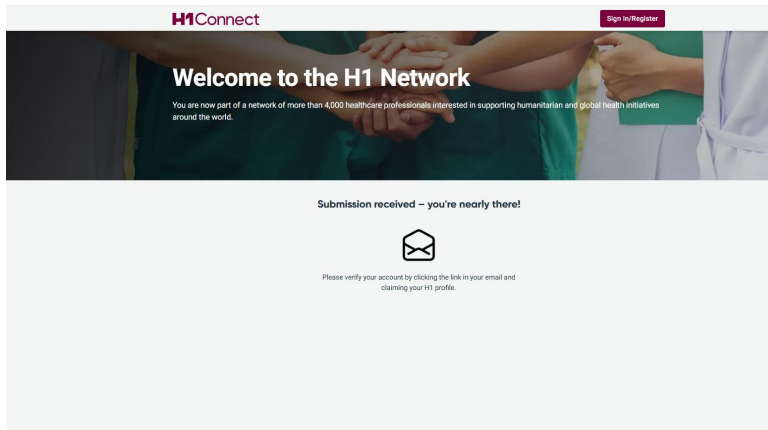 H1Connect
Sign In/Register
Welcome to the H1 Network
You are now part of a network of more than 4,000 healthcare professionals interested in supporting humanitarian and global health initiatives
around the world.
Submission received – you're nearly there!
Please verify your account by clicking the link in your email and
claiming your H1 profile.